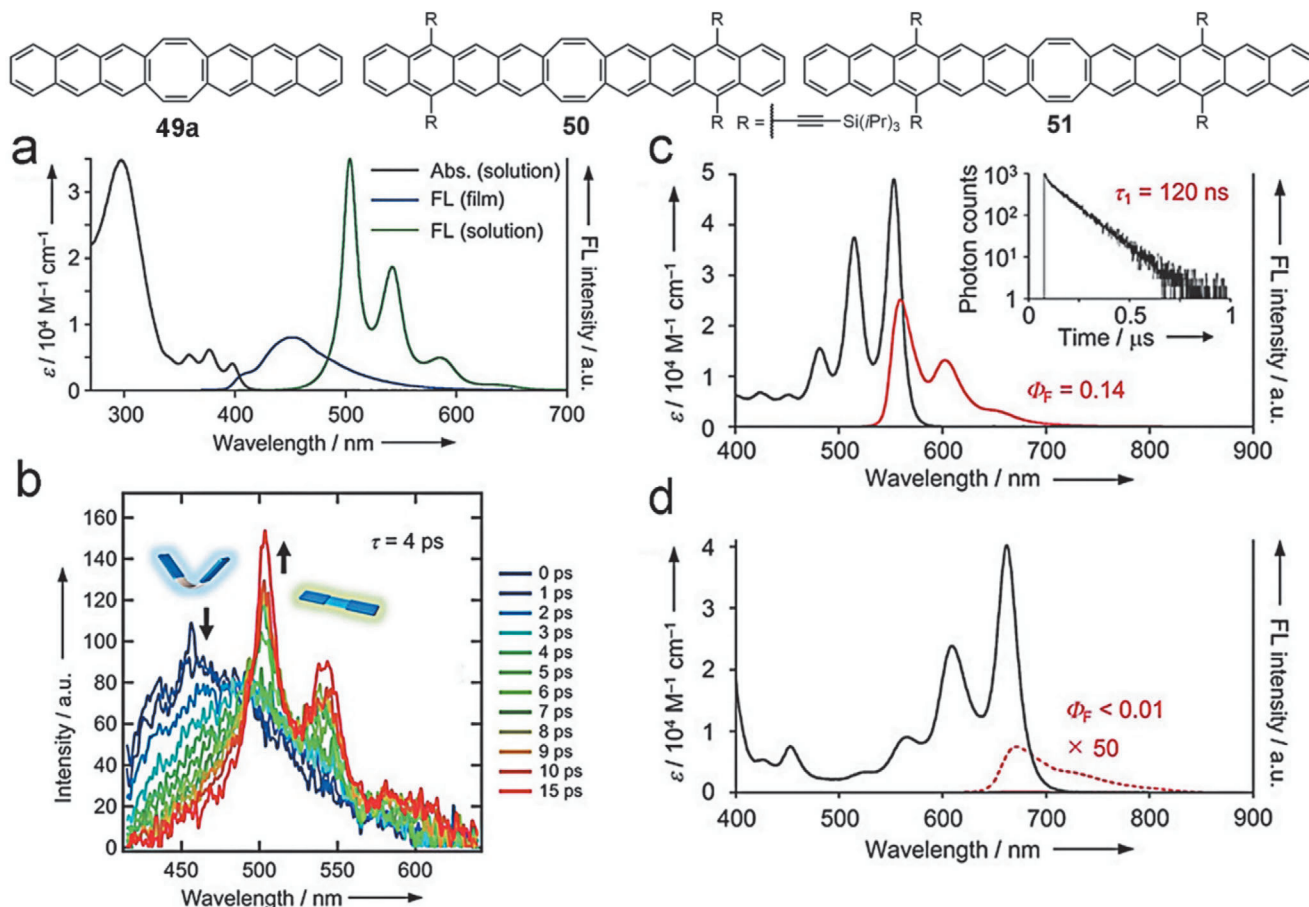 R R R R
49a
R R
50
R R
R = Si(iPr)₃
51
a
ε / 10⁴ M⁻¹ cm⁻¹
3
2
1
0
Abs. (solution)
FL (film)
FL (solution)
FL intensity / a.u.
300 400 500 600 700
Wavelength / nm
c
ε / 10⁴ M⁻¹ cm⁻¹
5
4
3
2
1
0
Photon counts
10³
10²
10¹
1
τ₁ = 120 ns
0.5 1
Time / μs
Φ_F = 0.14
FL intensity / a.u.
400 500 600 700 800 900
Wavelength / nm
b
Intensity / a.u.
160
140
120
100
80
60
40
20
0
τ = 4 ps
0 ps
1 ps
2 ps
3 ps
4 ps
5 ps
6 ps
7 ps
8 ps
9 ps
10 ps
15 ps
450 500 550 600
Wavelength / nm
d
ε / 10⁴ M⁻¹ cm⁻¹
4
3
2
1
0
Φ_F < 0.01
× 50
FL intensity / a.u.
400 500 600 700 800 900
Wavelength / nm